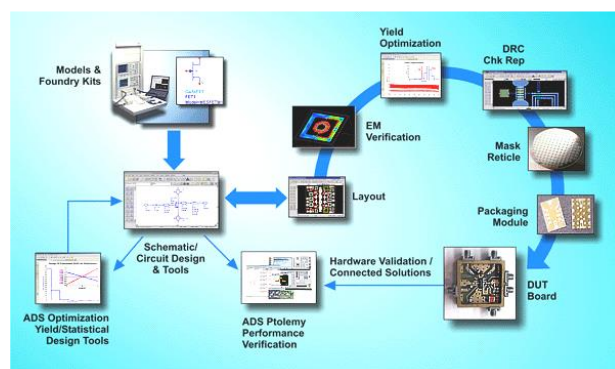 Models &
Foundry Kits
Yield
Optimization
DRC
Chk Rep
EM
Verification
Mask
Reticle
Layout
Packaging
Module
Schematic/
Circuit Design
& Tools
Hardware Validation /
Connected Solutions
DUT
Board
ADS Optimization
Yield/Statistical
Design Tools
ADS Ptolemy
Performance
Verification